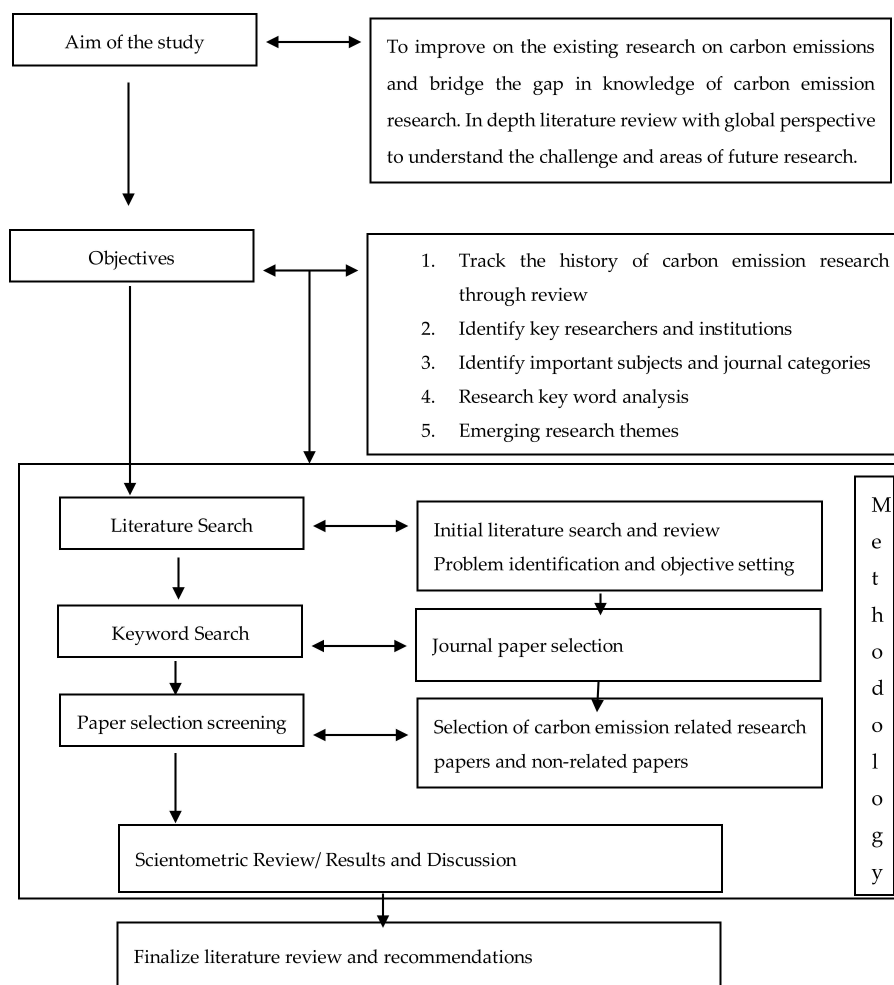 Aim of the study
To improve on the existing research on carbon emissions
and bridge the gap in knowledge of carbon emission
research. In depth literature review with global perspective
to understand the challenge and areas of future research.
Objectives
1. Track the history of carbon emission research
through review
2. Identify key researchers and institutions
3. Identify important subjects and journal categories
4. Research key word analysis
5. Emerging research themes
Literature Search
Initial literature search and review
Problem identification and objective setting
Keyword Search
Journal paper selection
Paper selection screening
Selection of carbon emission related research
papers and non-related papers
Scientometric Review/ Results and Discussion
M
e
t
h
o
d
o
l
o
g
y
Finalize literature review and recommendations